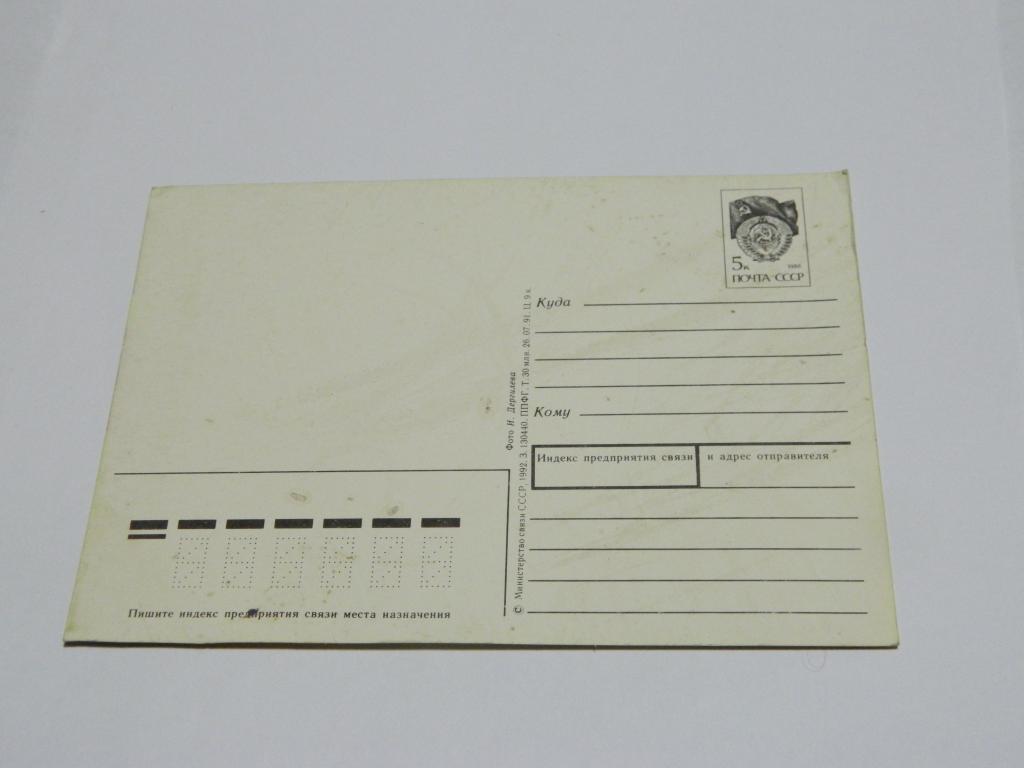 5к 1988
ПОЧТА СССР
Куда
Кому
Индекс предприятия связи и адрес отправителя
Фото Н. Дергилева
© Министерство связи СССР, 1992. З. 130440. ППФГ. Т. 30 млн. 26. 07. 91. Ц. 9 к.
Пишите индекс предприятия связи места назначения